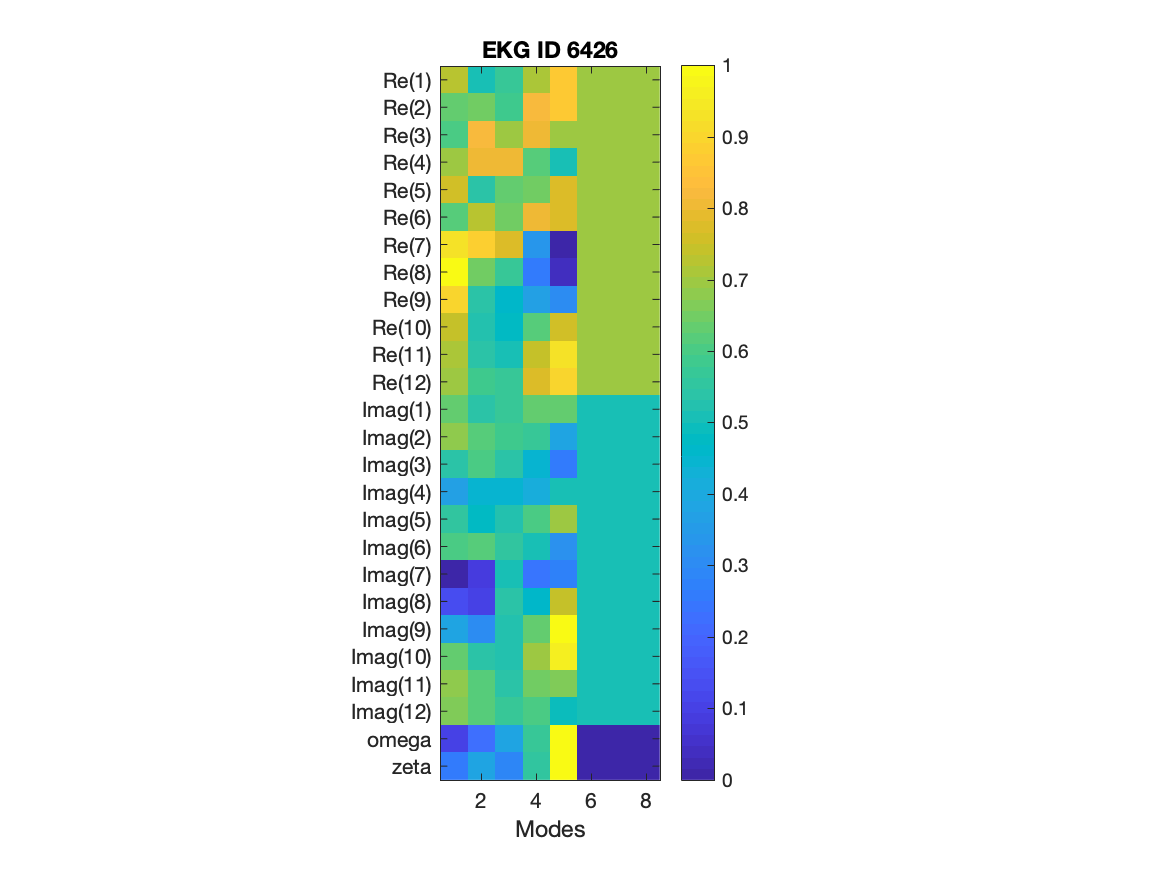 EKG ID 6426
Re(1)
Re(2)
Re(3)
Re(4)
Re(5)
Re(6)
Re(7)
Re(8)
Re(9)
Re(10)
Re(11)
Re(12)
Imag(1)
Imag(2)
Imag(3)
Imag(4)
Imag(5)
Imag(6)
Imag(7)
Imag(8)
Imag(9)
Imag(10)
Imag(11)
Imag(12)
omega
zeta
2 4 6 8
Modes
1
0.9
0.8
0.7
0.6
0.5
0.4
0.3
0.2
0.1
0